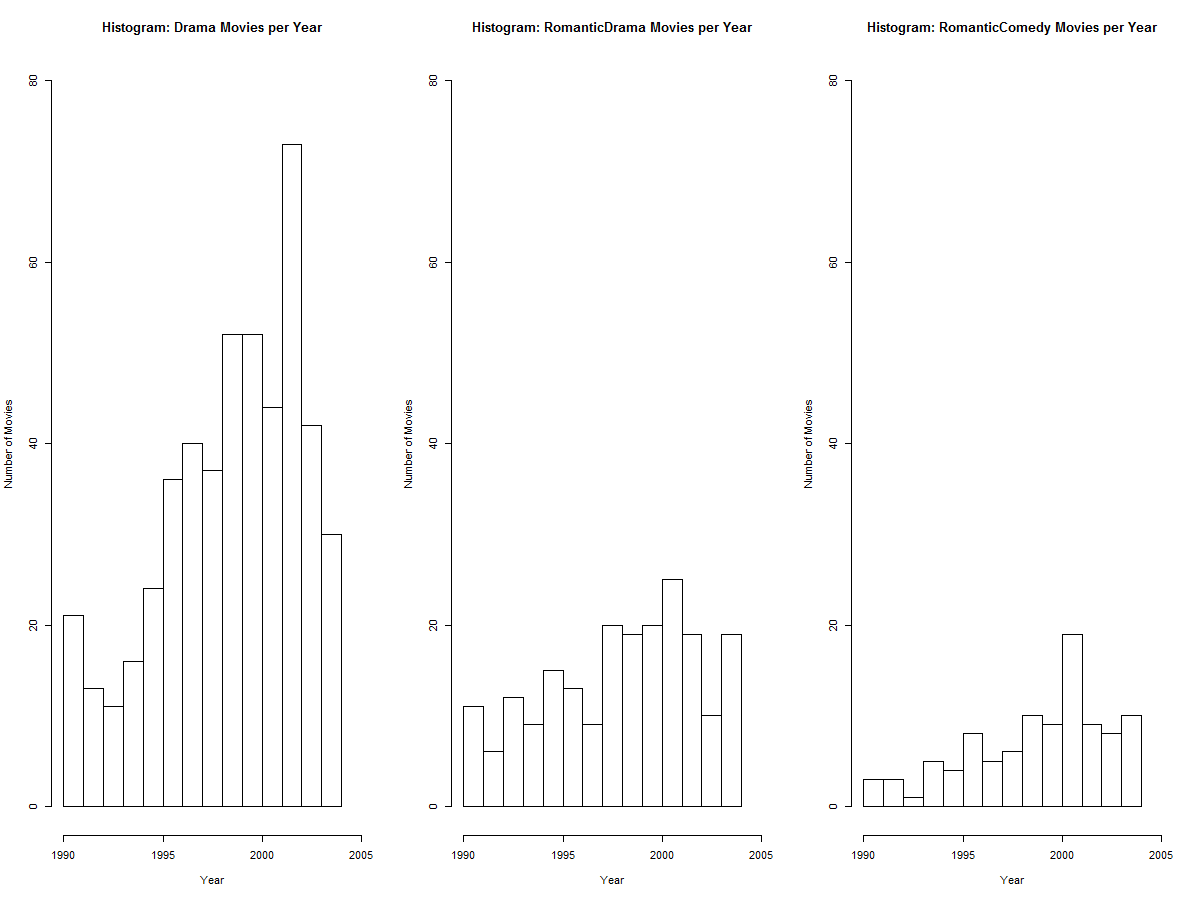 Histogram: Drama Movies per Year
Number of Movies
80
60
40
20
0
1990 1995 2000 2005
Year
Histogram: RomanticDrama Movies per Year
Number of Movies
80
60
40
20
0
1990 1995 2000 2005
Year
Histogram: RomanticComedy Movies per Year
Number of Movies
80
60
40
20
0
1990 1995 2000 2005
Year